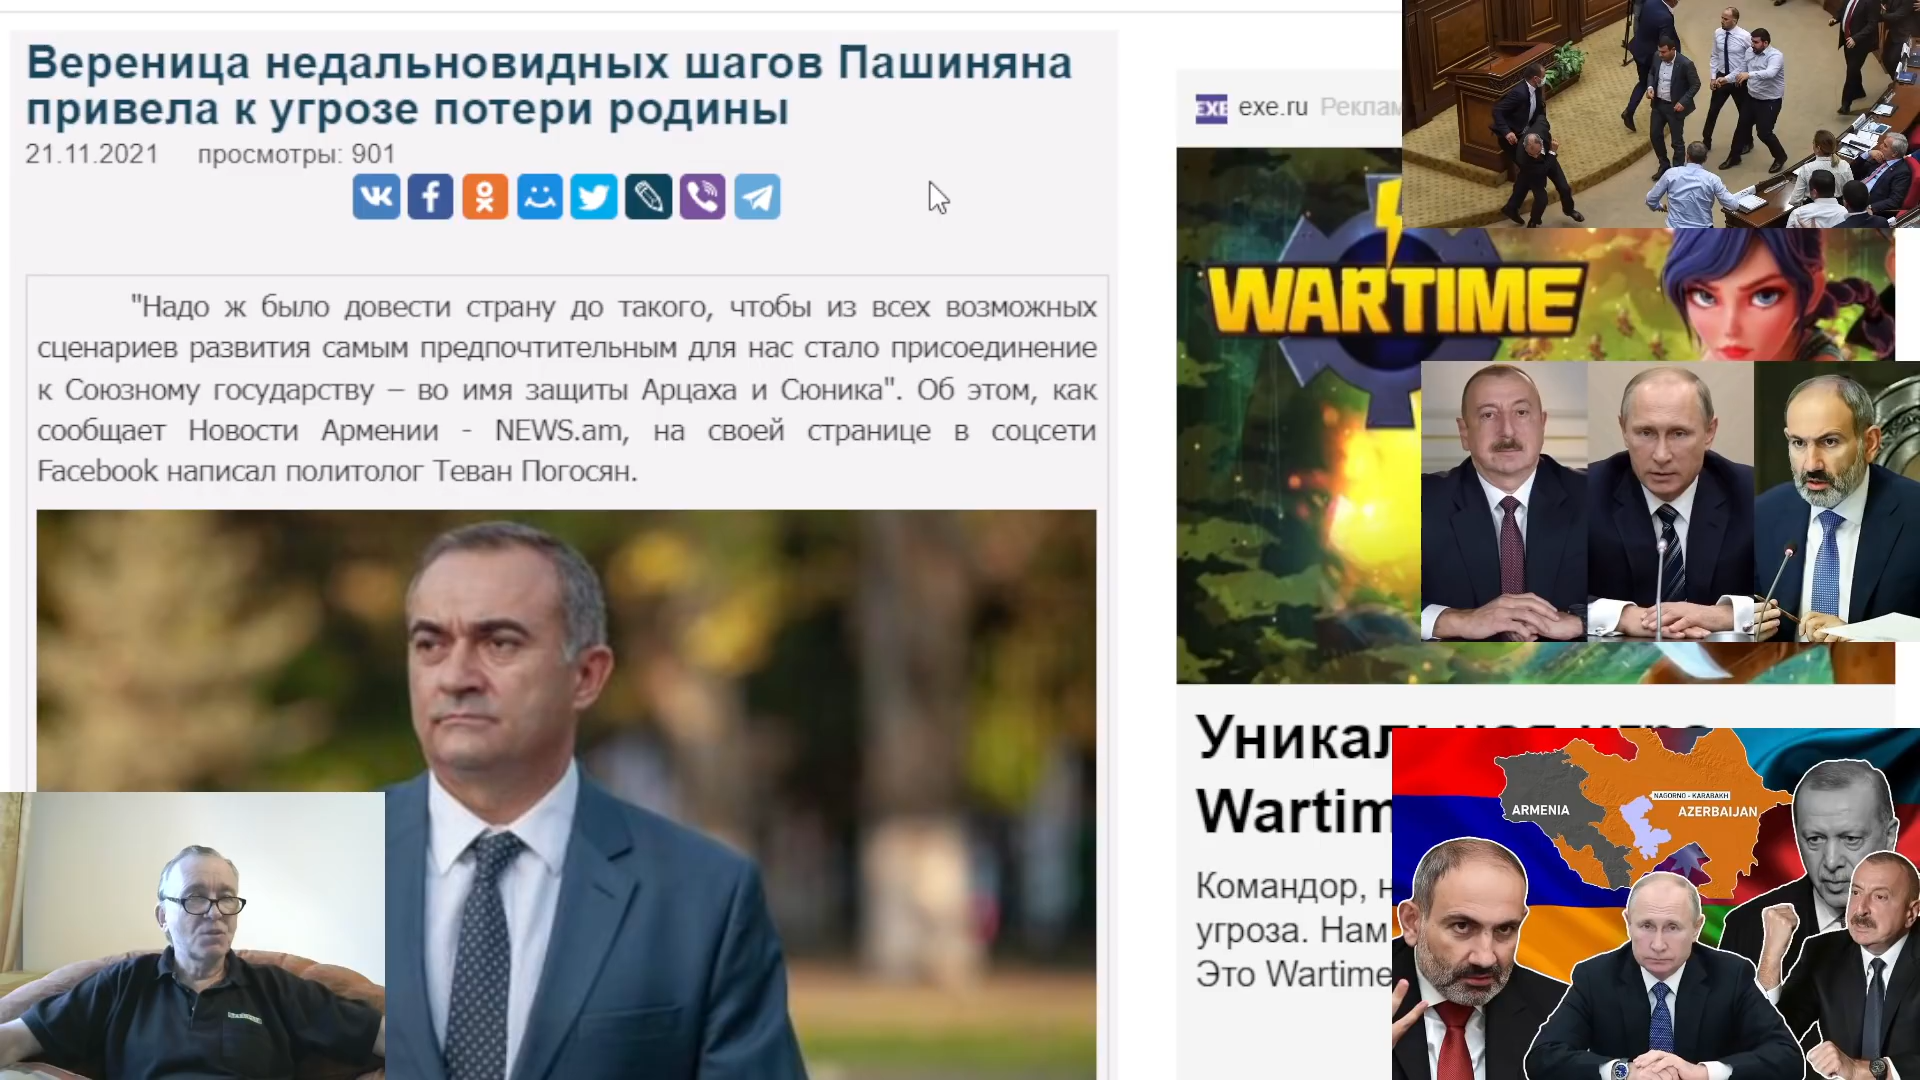 Вереница недальновидных шагов Пашиняна
привела к угрозе потери родины
21.11.2021 просмотры: 901
"Надо ж было довести страну до такого, чтобы из всех возможных
сценариев развития самым предпочтительным для нас стало присоединение
к Союзному государству – во имя защиты Арцаха и Сюника". Об этом, как
сообщает Новости Армении - NEWS.am, на своей странице в соцсети
Facebook написал политолог Теван Погосян.
EXE exe.ru
WARTIME
Командор,
угроза. Нам
Это Wartime
NAGORNO - KARABAKH
ARMENIA
AZERBAIJAN